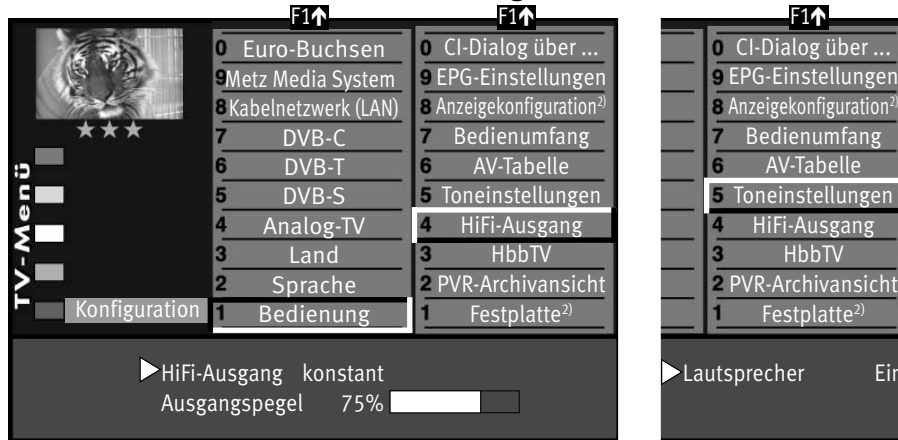 F1↑ F1↑
0 Euro-Buchsen 0 CI-Dialog über ...
9 Metz Media System 9 EPG-Einstellungen
8 Kabelnetzwerk (LAN) 8 Anzeigekonfiguration2)
7 DVB-C 7 Bedienumfang
6 DVB-T 6 AV-Tabelle
5 DVB-S 5 Toneinstellungen
4 Analog-TV 4 HiFi-Ausgang
3 Land 3 HbbTV
2 Sprache 2 PVR-Archivansicht
Konfiguration 1 Bedienung 1 Festplatte2)
TV-Menü
HiFi-Ausgang konstant
Ausgangspegel 75%
F1↑
0 CI-Dialog über ...
9 EPG-Einstellungen
8 Anzeigekonfiguration2)
7 Bedienumfang
6 AV-Tabelle
5 Toneinstellungen
4 HiFi-Ausgang
3 HbbTV
2 PVR-Archivansicht
1 Festplatte2)
Lautsprecher Ein